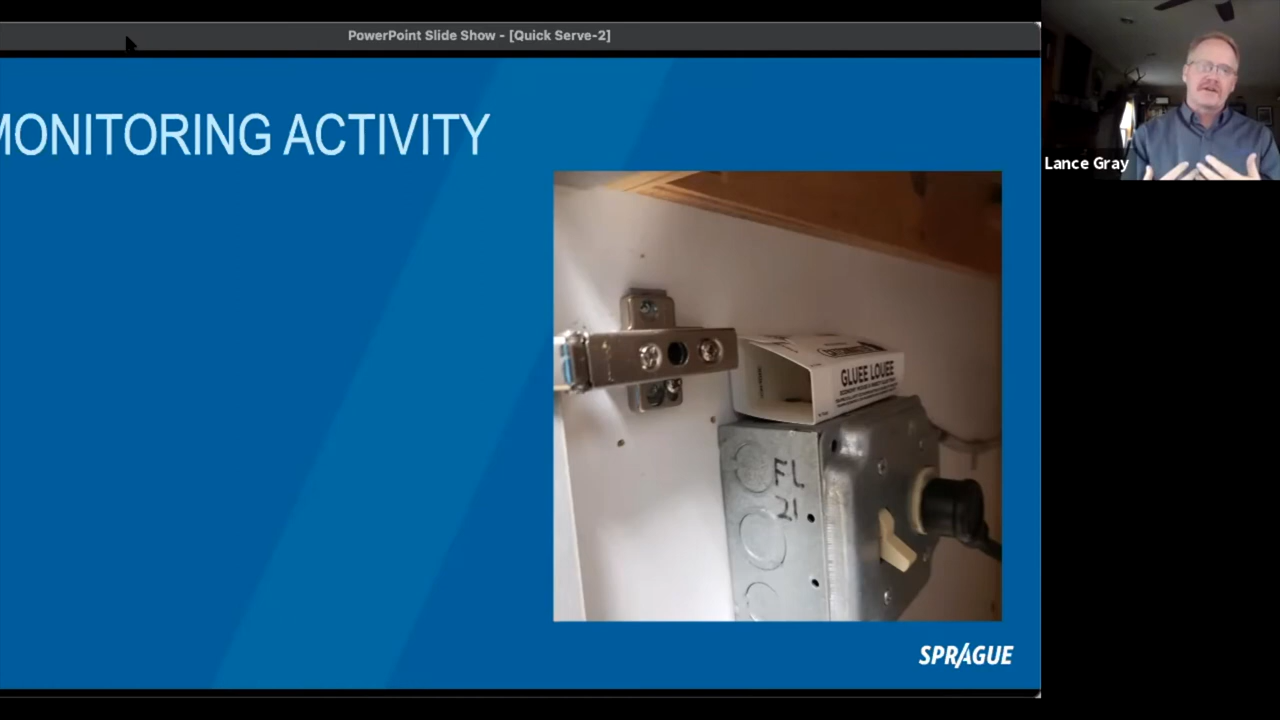 PowerPoint Slide Show - [Quick Serve-2]
MONITORING ACTIVITY
Lance Gray
GLUEE LOUEE
FL
21
SPRAGUE